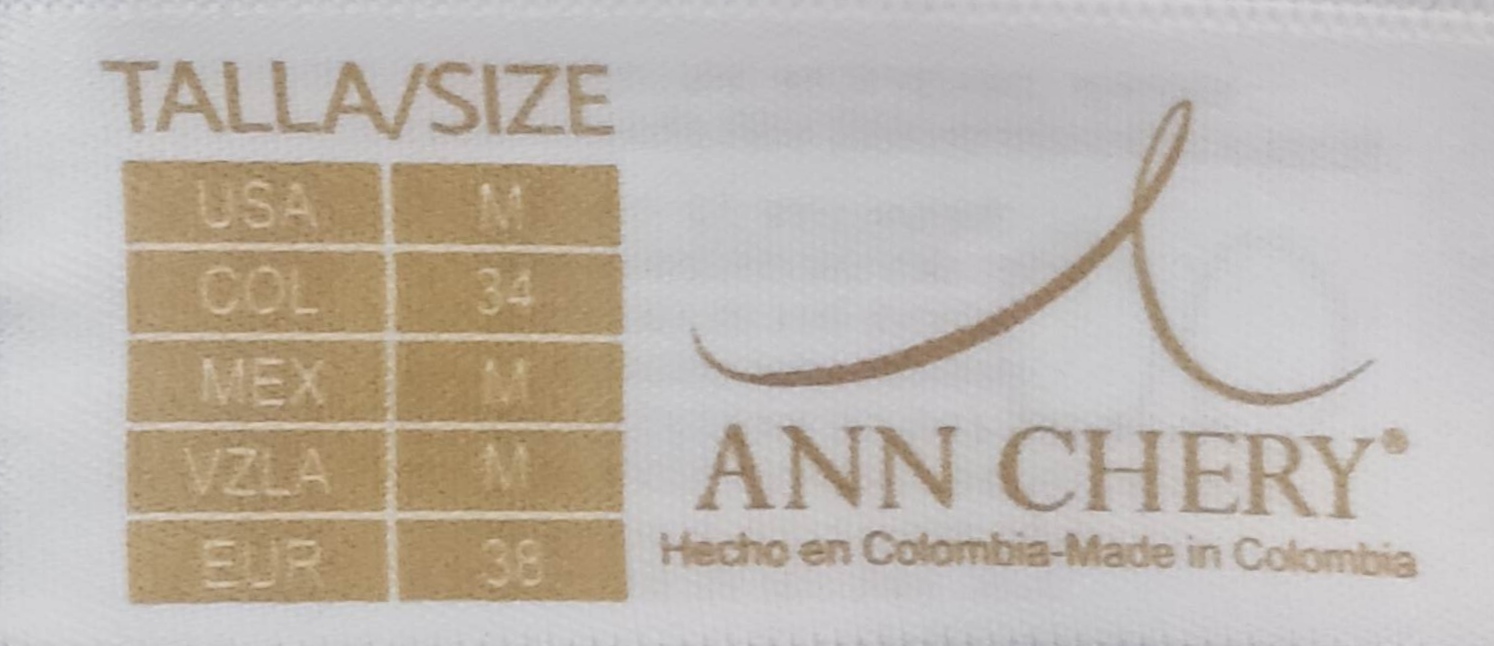 TALLA/SIZE
USA M
COL 34
MEX M
VZLA M
EUR 38
ANN CHERY®
Hecho en Colombia-Made in Colombia